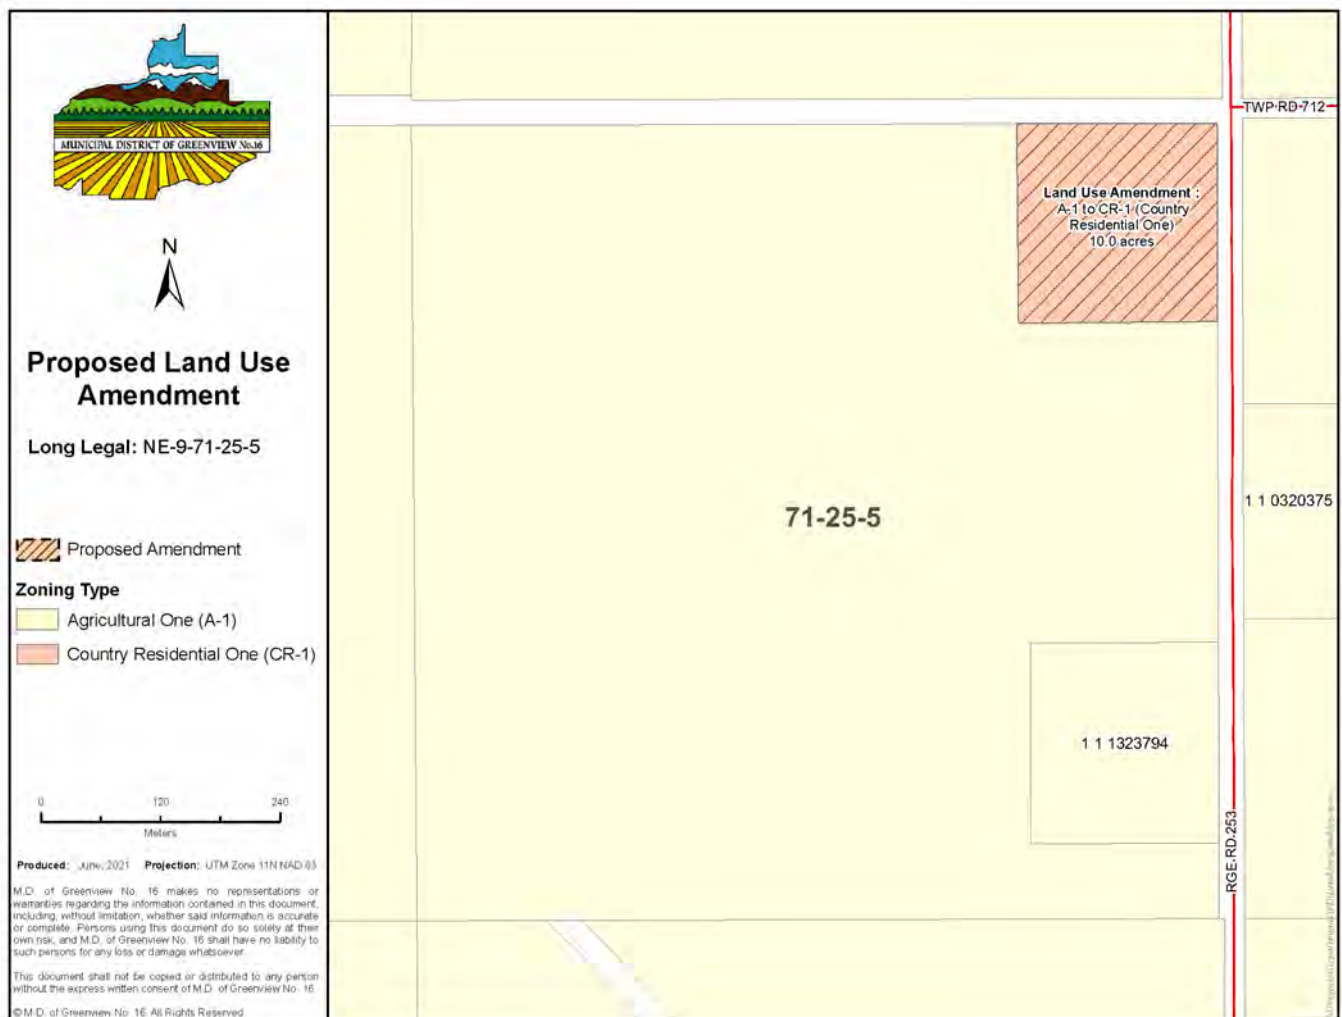 MUNICIPAL DISTRICT OF GREENVIEW No.16
N
Proposed Land Use
Amendment
Long Legal: NE-9-71-25-5
Proposed Amendment
Zoning Type
Agricultural One (A-1)
Country Residential One (CR-1)
0 120 240
Meters
Produced: June, 2021 Projection: UTM Zone 11N NAD 83
M.D. of Greenview No. 16 makes no representations or
warranties regarding the information contained in this document,
including, without limitation, whether said information is accurate
or complete. Persons using this document do so solely at their
own risk, and M.D. of Greenview No. 16 shall have no liability to
such persons for any loss or damage whatsoever.
This document shall not be copied or distributed to any person
without the express written consent of M.D. of Greenview No. 16.
© M.D. of Greenview No. 16. All Rights Reserved
TWP RD 712
Land Use Amendment :
A-1 to CR-1 (Country
Residential One)
10.0 acres
71-25-5
1 1 0320375
1 1 1323794
RGE RD 253